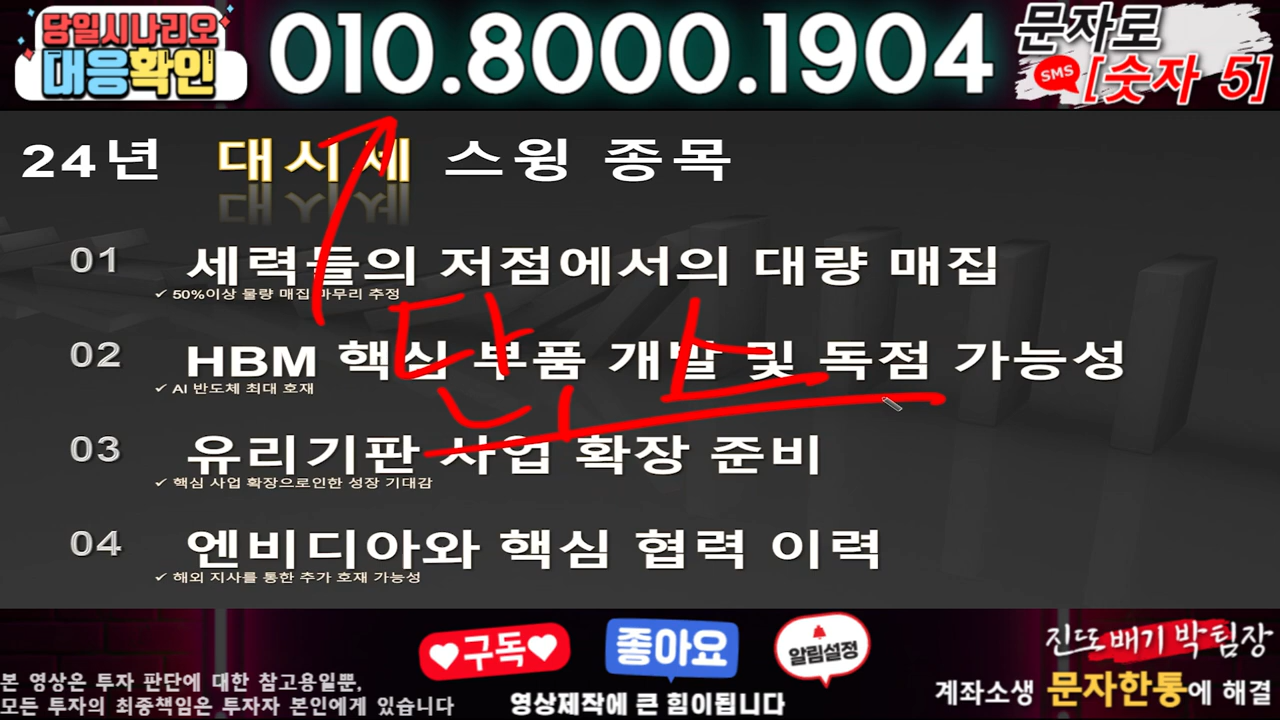 당일시나리오
대응확인
010.8000.1904
문자로
SMS
[숫자 5]
24년 대시세 스윙 종목
01 세력들의 저점에서의 대량 매집
✓ 50%이상 물량 매집 마무리 추정
02 HBM 핵심 부품 개발 및 독점 가능성
✓ AI 반도체 최대 호재
03 유리기판 사업 확장 준비
✓ 핵심 사업 확장으로인한 성장 기대감
04 엔비디아와 핵심 협력 이력
✓ 해외 지사를 통한 추가 호재 가능성
단, 스
구독
좋아요
알림설정
영상제작에 큰 힘이됩니다
본 영상은 투자 판단에 대한 참고용일뿐,
모든 투자의 최종책임은 투자자 본인에게 있습니다
진또배기 박팀장
계좌소생 문자한통에 해결